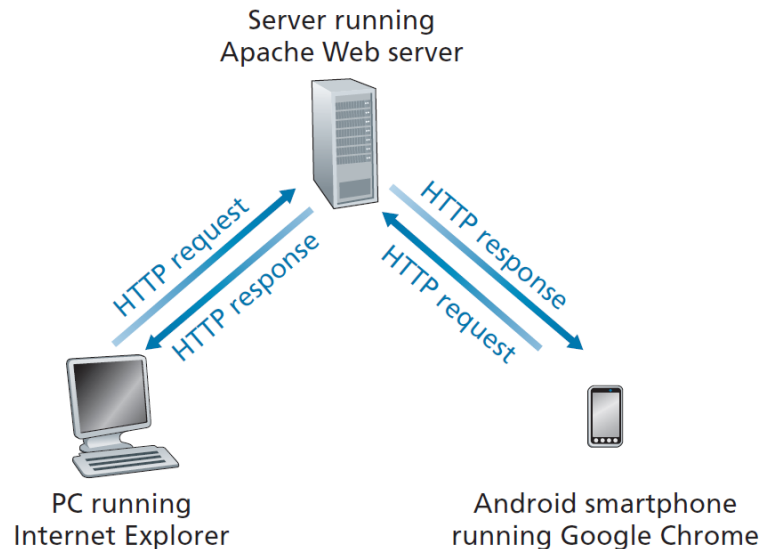 Server running
Apache Web server
HTTP request
HTTP response
HTTP response
HTTP request
PC running
Internet Explorer
Android smartphone
running Google Chrome